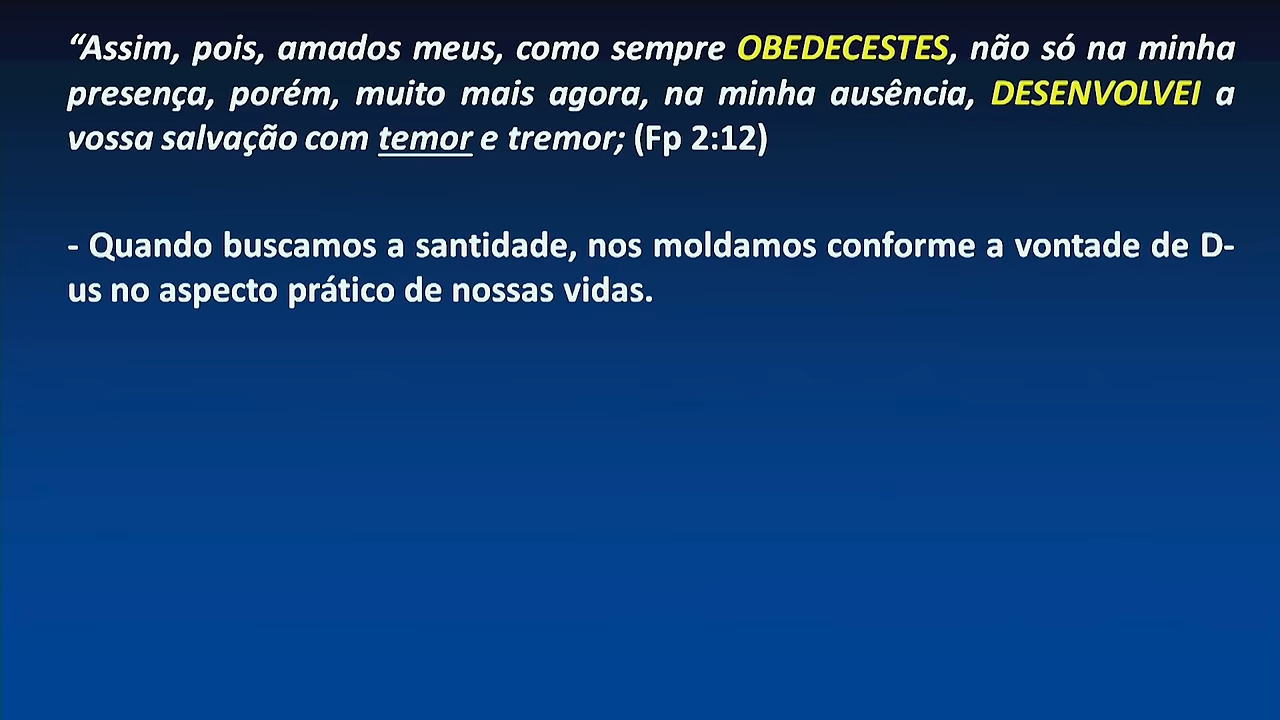 “Assim, pois, amados meus, como sempre OBEDECESTES, não só na minha
presença, porém, muito mais agora, na minha ausência, DESENVOLVEI a
vossa salvação com temor e tremor; (Fp 2:12)
- Quando buscamos a santidade, nos moldamos conforme a vontade de D-
us no aspecto prático de nossas vidas.